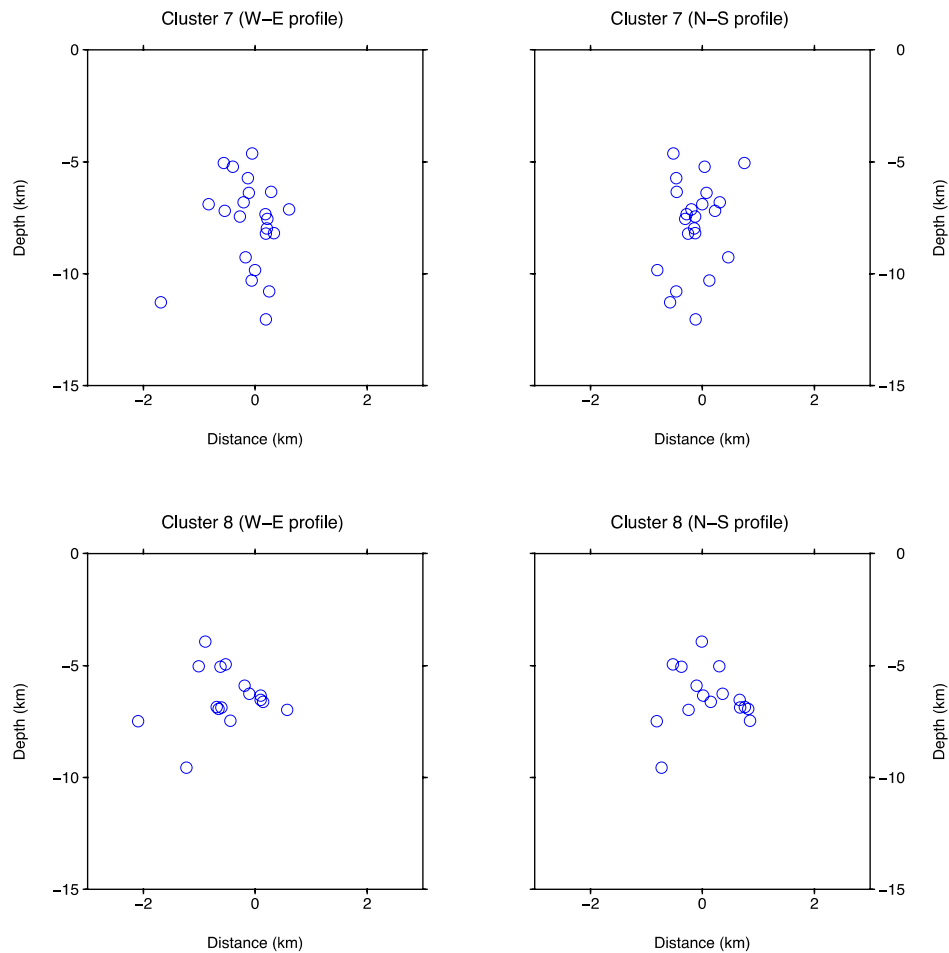 Cluster 7 (W–E profile)
0
−5
−10
−15
Depth (km)
−2 0 2
Distance (km)
Cluster 7 (N–S profile)
0
−5
−10
−15
Depth (km)
−2 0 2
Distance (km)
Cluster 8 (W–E profile)
0
−5
−10
−15
Depth (km)
−2 0 2
Distance (km)
Cluster 8 (N–S profile)
0
−5
−10
−15
Depth (km)
−2 0 2
Distance (km)